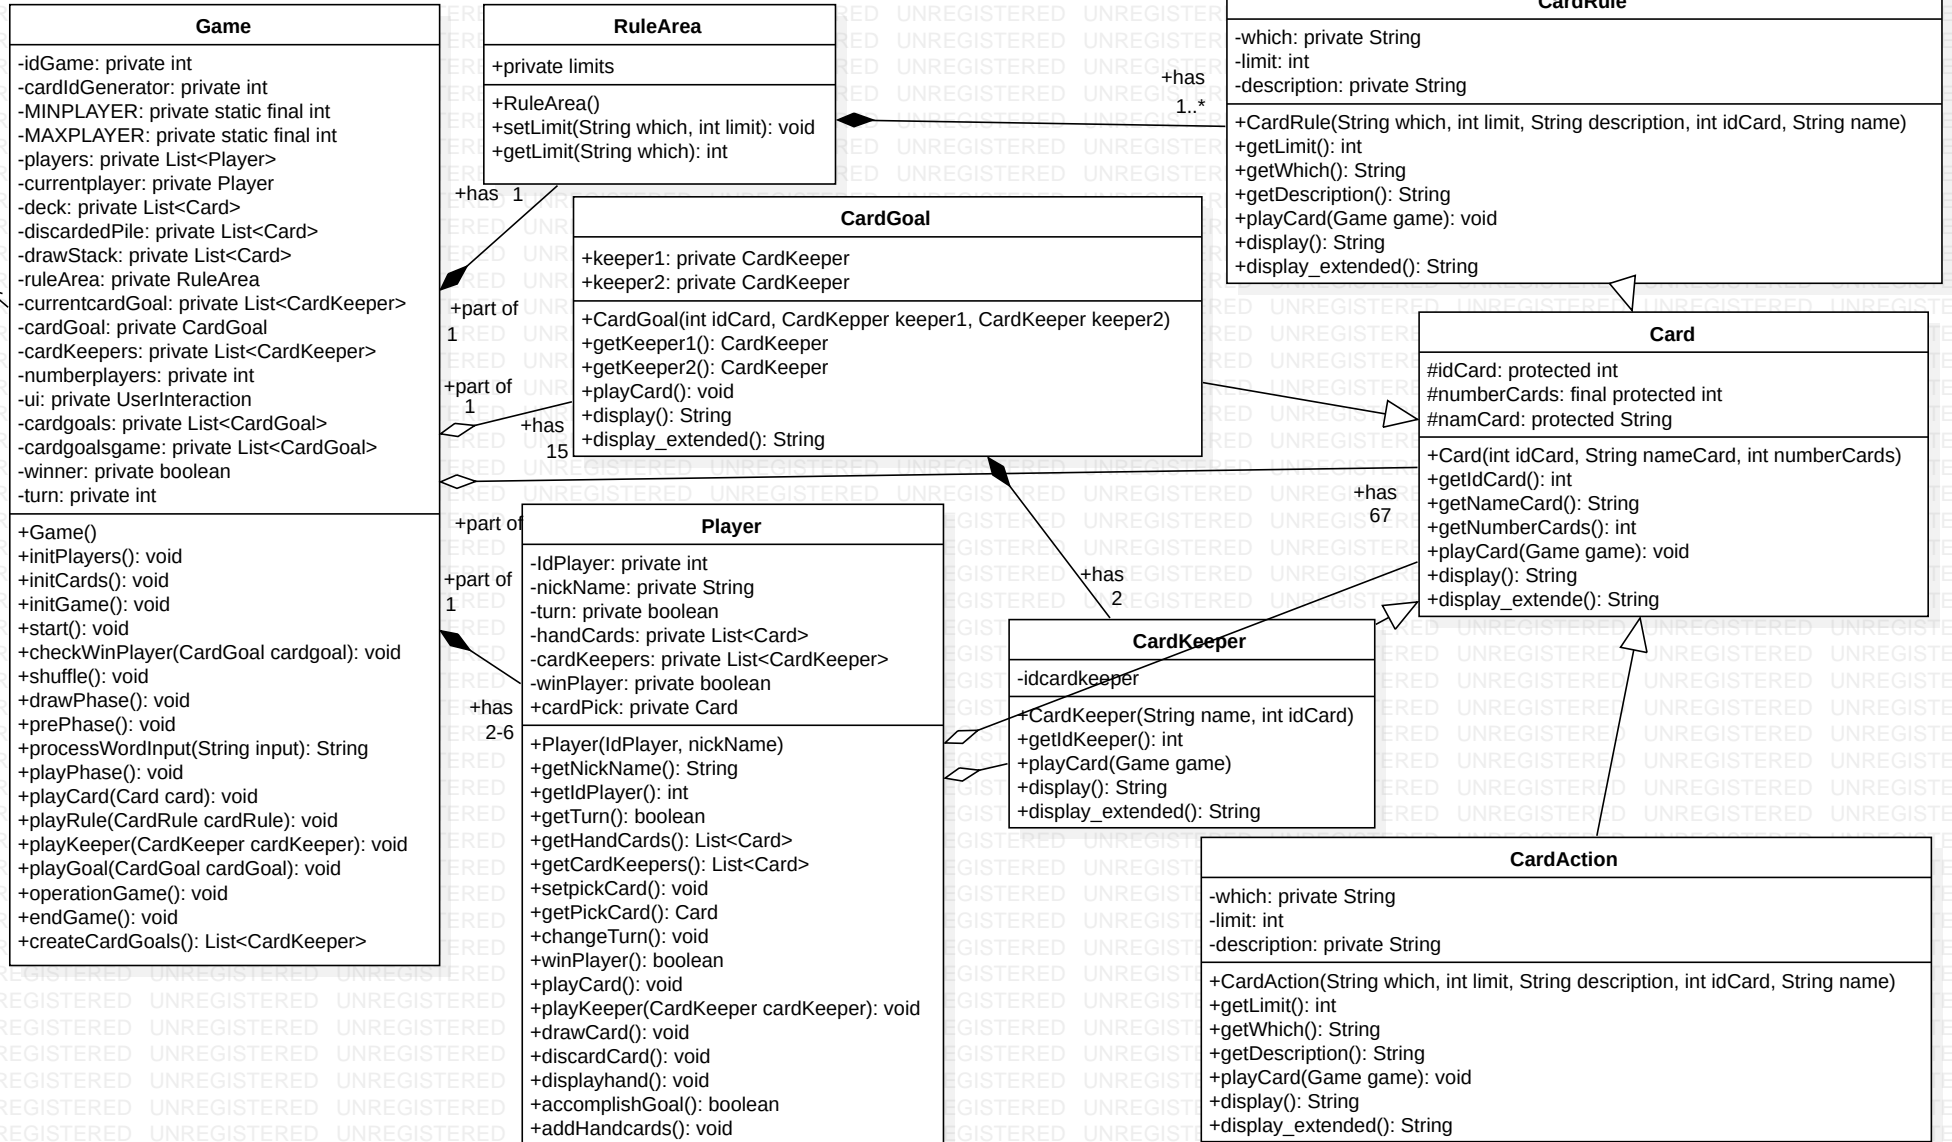 Game
-idGame: private int
-cardIdGenerator: private int
-MINPLAYER: private static final int
-MAXPLAYER: private static final int
-players: private List<Player>
-currentplayer: private Player
-deck: private List<Card>
-discardedPile: private List<Card>
-drawStack: private List<Card>
-ruleArea: private RuleArea
-currentcardGoal: private List<CardKeeper>
-cardGoal: private CardGoal
-cardKeepers: private List<CardKeeper>
-numberplayers: private int
-ui: private UserInteraction
-cardgoals: private List<CardGoal>
-cardgoalsgame: private List<CardGoal>
-winner: private boolean
-turn: private int
+Game()
+initPlayers(): void
+initCards(): void
+initGame(): void
+start(): void
+checkWinPlayer(CardGoal cardgoal): void
+shuffle(): void
+drawPhase(): void
+prePhase(): void
+processWordInput(String input): String
+playPhase(): void
+playCard(Card card): void
+playRule(CardRule cardRule): void
+playKeeper(CardKeeper cardKeeper): void
+playGoal(CardGoal cardGoal): void
+operationGame(): void
+endGame(): void
+createCardGoals(): List<CardKeeper>
RuleArea
+private limits
+RuleArea()
+setLimit(String which, int limit): void
+getLimit(String which): int
+has 1
+part of
1
+part of
1
+has
15
+part of
+part of
1
+has
2-6
+has
1..*
+has
67
+has
2
CardGoal
+keeper1: private CardKeeper
+keeper2: private CardKeeper
+CardGoal(int idCard, CardKepper keeper1, CardKeeper keeper2)
+getKeeper1(): CardKeeper
+getKeeper2(): CardKeeper
+playCard(): void
+display(): String
+display_extended(): String
Player
-IdPlayer: private int
-nickName: private String
-turn: private boolean
-handCards: private List<Card>
-cardKeepers: private List<CardKeeper>
-winPlayer: private boolean
+cardPick: private Card
+Player(IdPlayer, nickName)
+getNickName(): String
+getIdPlayer(): int
+getTurn(): boolean
+getHandCards(): List<Card>
+getCardKeepers(): List<Card>
+setpickCard(): void
+getPickCard(): Card
+changeTurn(): void
+winPlayer(): boolean
+playCard(): void
+playKeeper(CardKeeper cardKeeper): void
+drawCard(): void
+discardCard(): void
+displayhand(): void
+accomplishGoal(): boolean
+addHandcards(): void
CardRule
-which: private String
-limit: int
-description: private String
+CardRule(String which, int limit, String description, int idCard, String name)
+getLimit(): int
+getWhich(): String
+getDescription(): String
+playCard(Game game): void
+display(): String
+display_extended(): String
Card
#idCard: protected int
#numberCards: final protected int
#namCard: protected String
+Card(int idCard, String nameCard, int numberCards)
+getIdCard(): int
+getNameCard(): String
+getNumberCards(): int
+playCard(Game game): void
+display(): String
+display_extende(): String
CardKeeper
-idcardkeeper
+CardKeeper(String name, int idCard)
+getIdKeeper(): int
+playCard(Game game)
+display(): String
+display_extended(): String
CardAction
-which: private String
-limit: int
-description: private String
+CardAction(String which, int limit, String description, int idCard, String name)
+getLimit(): int
+getWhich(): String
+getDescription(): String
+playCard(Game game): void
+display(): String
+display_extended(): String
UNREGISTERED